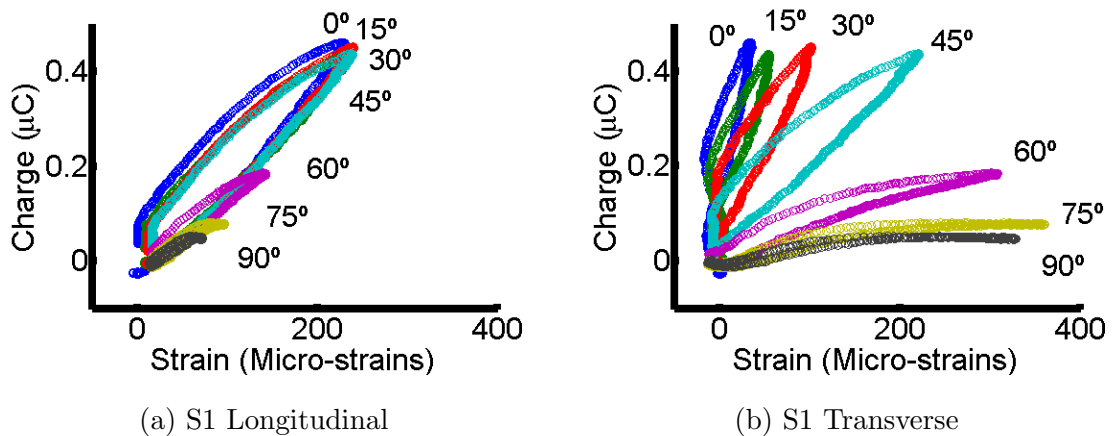 0º 15º
30º
45º
60º
75º
90º
Charge (μC)
0.4
0.2
0
0 200 400
Strain (Micro-strains)
(a) S1 Longitudinal
0º 15º 30º 45º
60º
75º
90º
Charge (μC)
0.4
0.2
0
0 200 400
Strain (Micro-strains)
(b) S1 Transverse